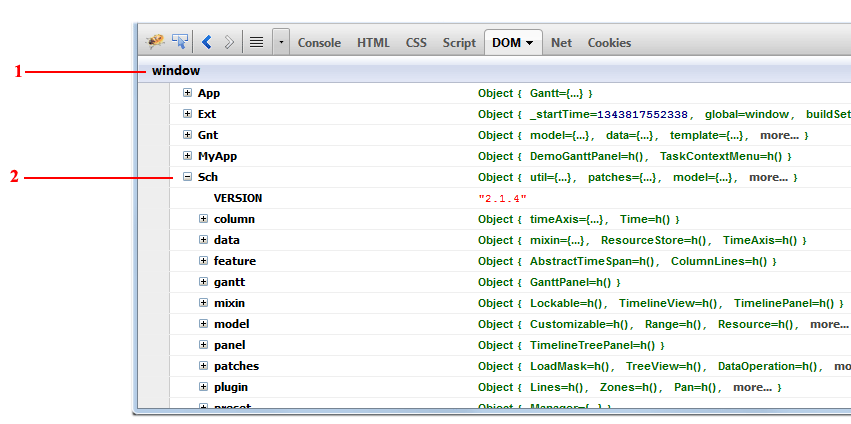 Console HTML CSS Script DOM Net Cookies
1 window
App Object { Gantt={...} }
Ext Object { _startTime=1343817552338, global=window, buildSet
Gnt Object { model={...}, data={...}, template={...}, more... }
MyApp Object { DemoGanttPanel=h(), TaskContextMenu=h() }
2 Sch Object { util={...}, patches={...}, model={...}, more... }
VERSION "2.1.4"
column Object { timeAxis={...}, Time=h() }
data Object { mixin={...}, ResourceStore=h(), TimeAxis=h() }
feature Object { AbstractTimeSpan=h(), ColumnLines=h() }
gantt Object { GanttPanel=h() }
mixin Object { Lockable=h(), TimelineView=h(), TimelinePanel=h() }
model Object { Customizable=h(), Range=h(), Resource=h(), more...
panel Object { TimelineTreePanel=h() }
patches Object { LoadMask=h(), TreeView=h(), DataOperation=h(), mo
plugin Object { Lines=h(), Zones=h(), Pan=h(), more... }
preset Object { Manager={...} }